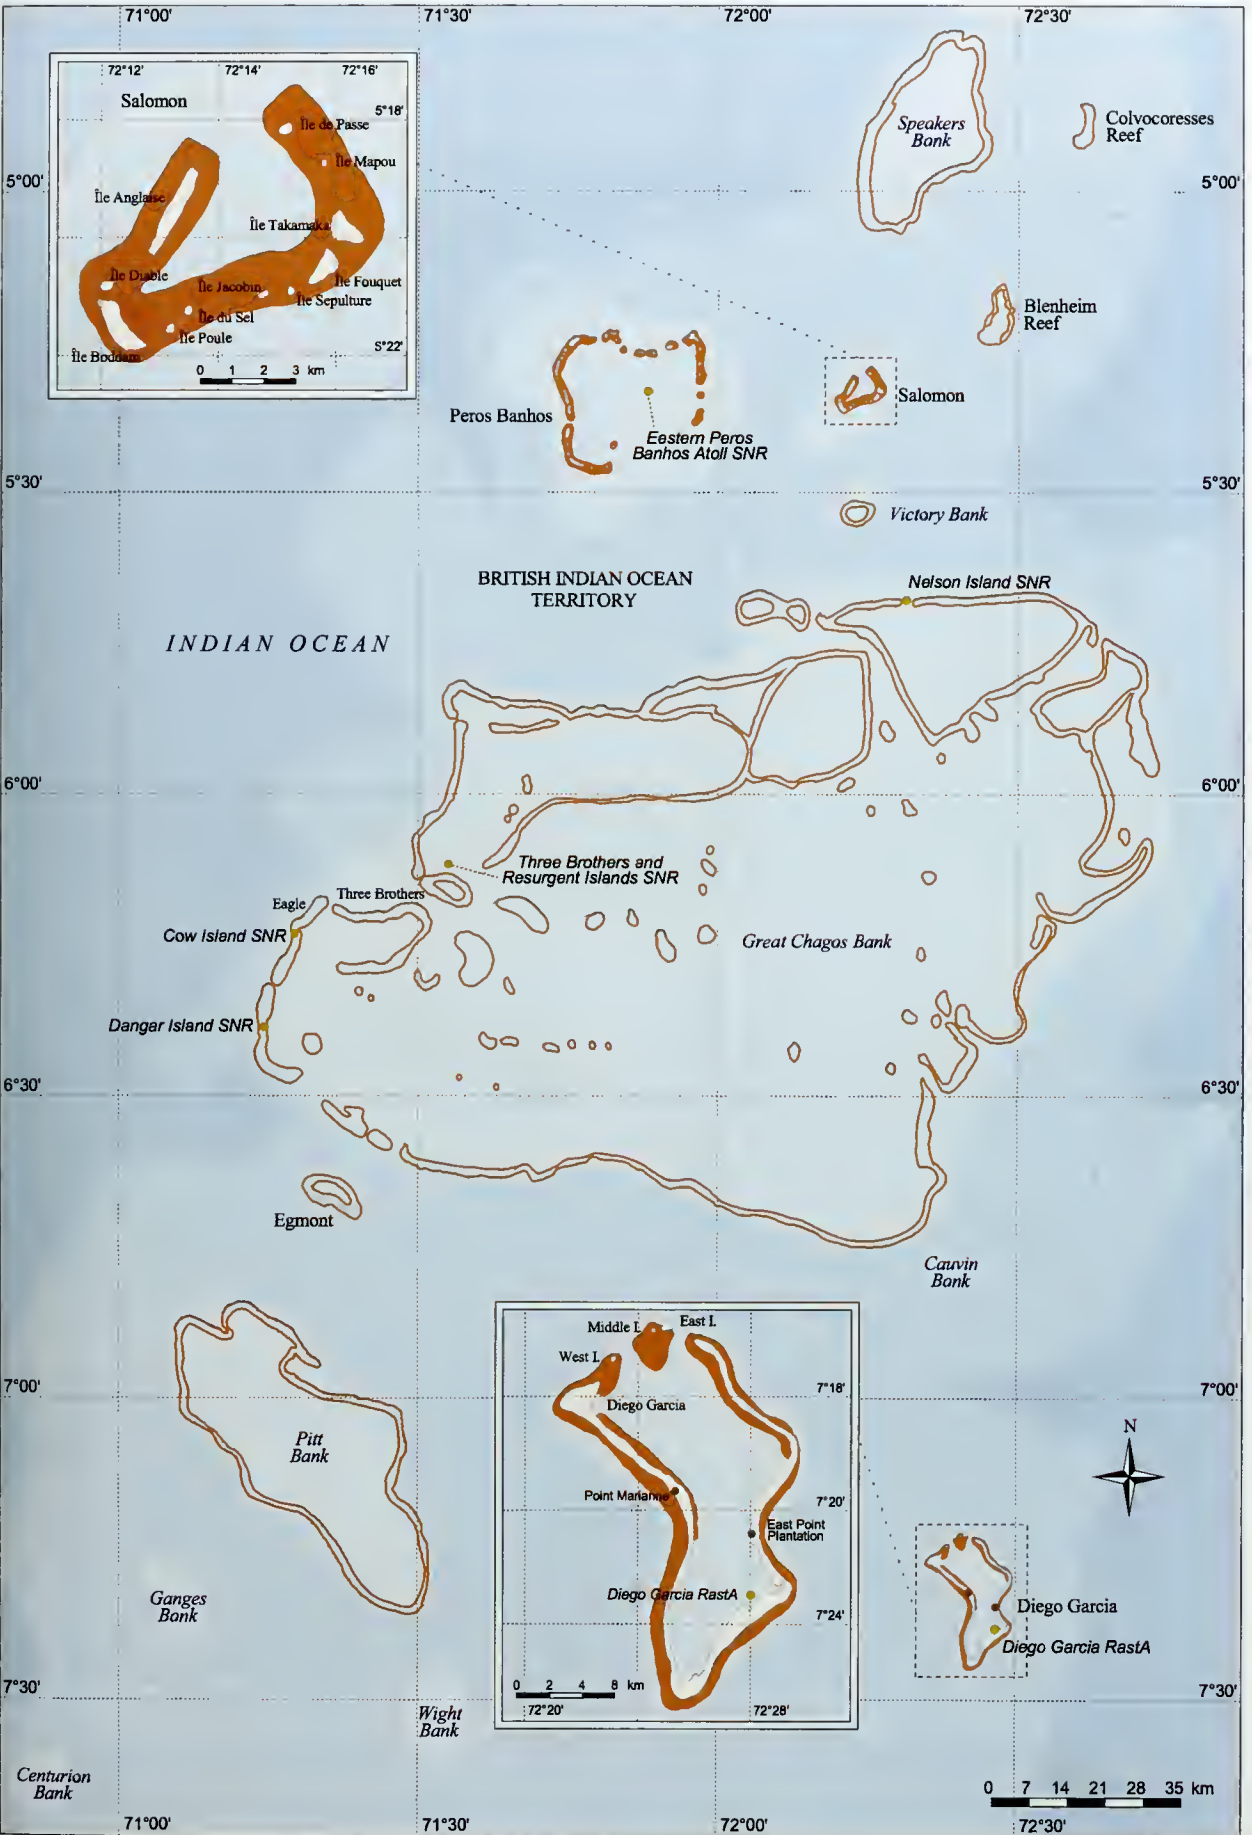 71°00'
71°30'
72°00'
72°30'
72°12'
72°14'
72°16'
Salomon
5°18'
Île de Passe
Île Mapou
Île Anglaise
Île Takamaka
Île Diable
Île Jacobin
Île Fouquet
Île Sepulture
Île du Sel
Île Poule
Île Boddam
5°22'
0 1 2 3 km
Speakers
Bank
Colvocoresses
Reef
5°00'
5°00'
Blenheim
Reef
Salomon
Peros Banhos
Eestern Peros
Banhos Atoll SNR
5°30'
5°30'
Victory Bank
BRITISH INDIAN OCEAN
TERRITORY
Nelson Island SNR
INDIAN OCEAN
6°00'
6°00'
Three Brothers and
Resurgent Islands SNR
Eagle
Three Brothers
Cow Island SNR
Great Chagos Bank
Dangar Island SNR
6°30'
6°30'
Egmont
Cauvin
Bank
Middle I.
East I.
West I.
7°18'
Diego Garcia
7°00'
7°00'
Pitt
Bank
N
Point Marianne
7°20'
East Point
Plantation
Diego Garcia RastA
7°24'
0 2 4 8 km
72°20'
72°28'
Ganges
Bank
Diego Garcia
Diego Garcia RastA
7°30'
7°30'
Wight
Bank
Centurion
Bank
0 7 14 21 28 35 km
71°00'
71°30'
72°00'
72°30'